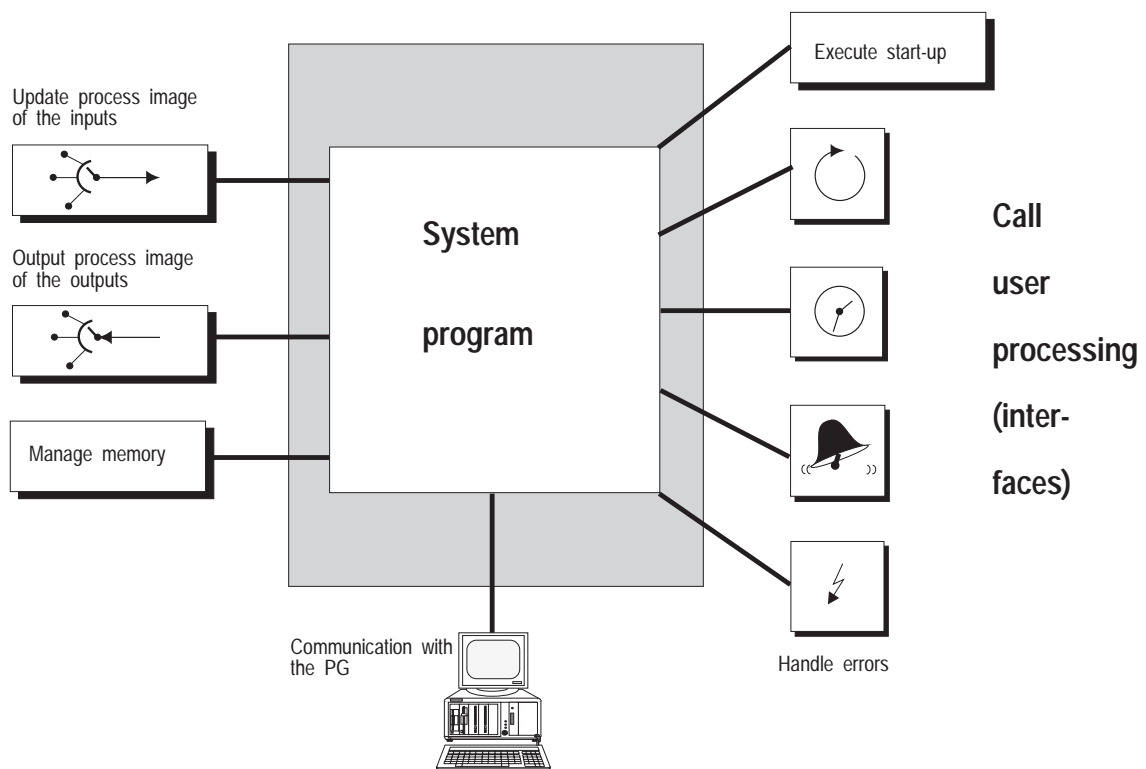 Execute start-up
Update process image
of the inputs
System
program
Output process image
of the outputs
Manage memory
Call
user
processing
(inter-
faces)
Communication with
the PG
Handle errors